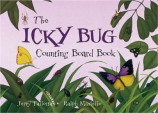 The
ICKY BUG
Counting Board Book
Jerry Pallotta • Ralph Masiello